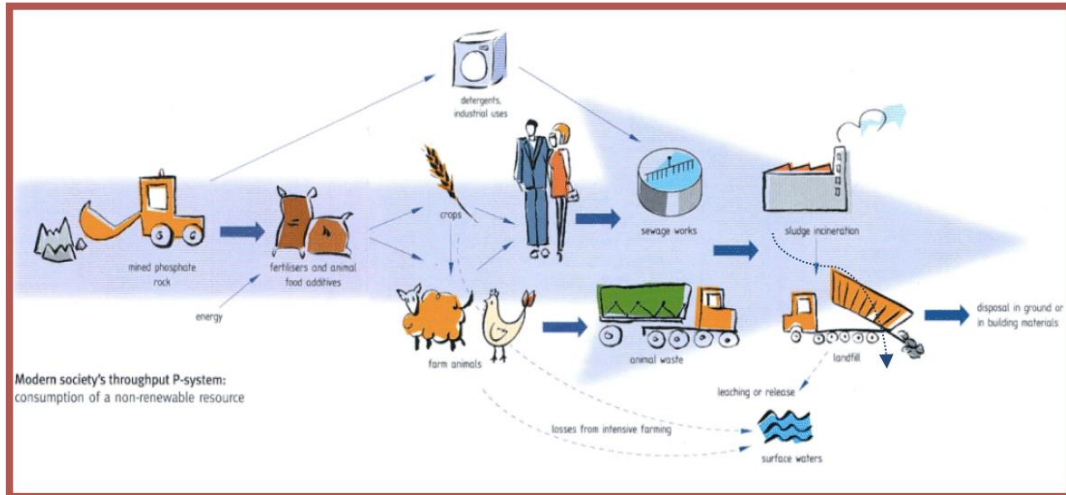 detergents,
industrial uses
mined phosphate
rock
fertilisers and animal
food additives
energy
crops
farm animals
sewage works
animal waste
sludge incineration
landfill
disposal in ground or
in building materials
leaching or release
losses from intensive farming
surface waters
Modern society's throughput P-system:
consumption of a non-renewable resource